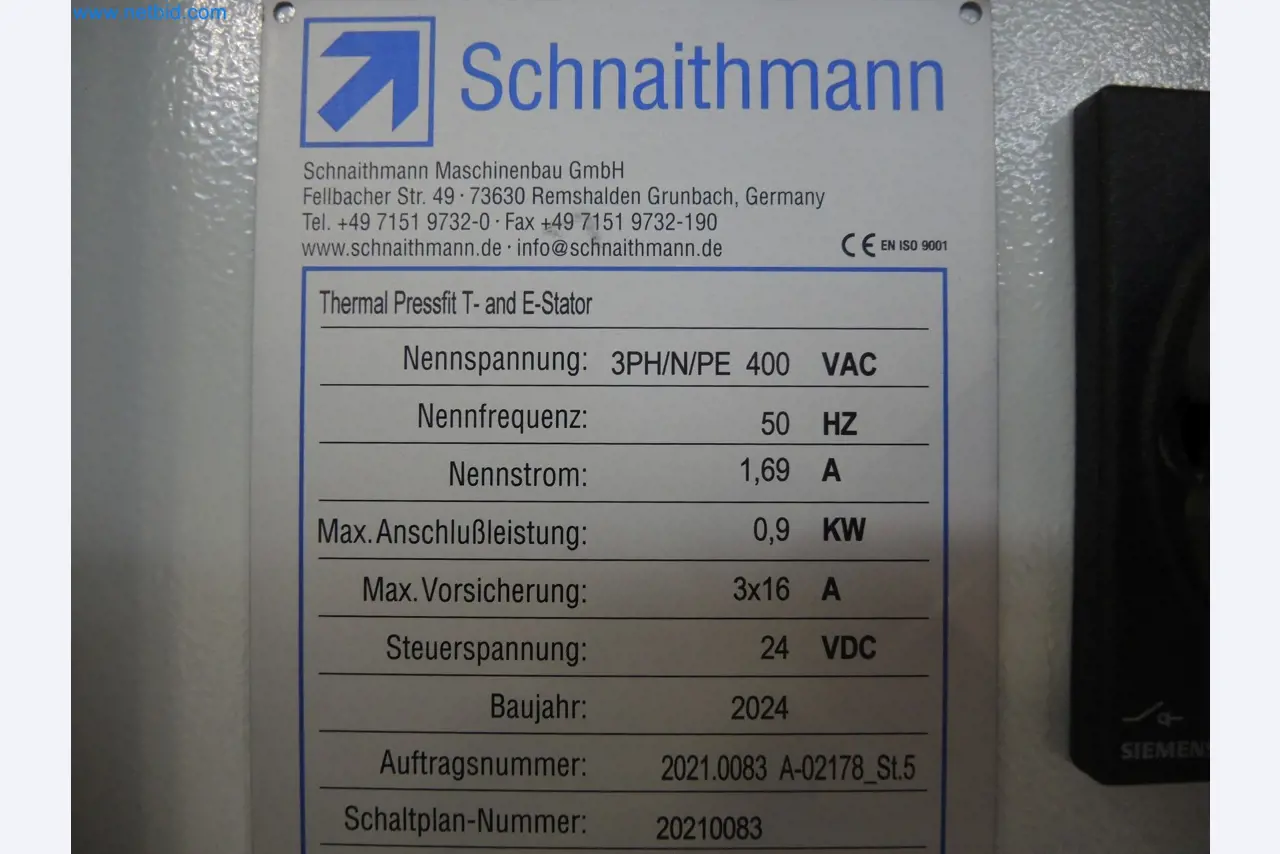 www.netbid.com
Schnaithmann
Schnaithmann Maschinenbau GmbH
Fellbacher Str. 49 · 73630 Remshalden Grunbach, Germany
Tel. +49 7151 9732-0 · Fax +49 7151 9732-190
www.schnaithmann.de · info@schnaithmann.de
CE EN ISO 9001
Thermal Pressfit T- and E-Stator
Nennspannung: 3PH/N/PE 400 VAC
Nennfrequenz: 50 HZ
Nennstrom: 1,69 A
Max. Anschlußleistung: 0,9 KW
Max. Vorsicherung: 3x16 A
Steuerspannung: 24 VDC
Baujahr: 2024
Auftragsnummer: 2021.0083 A-02178_St.5
Schaltplan-Nummer: 20210083
SIEMENS